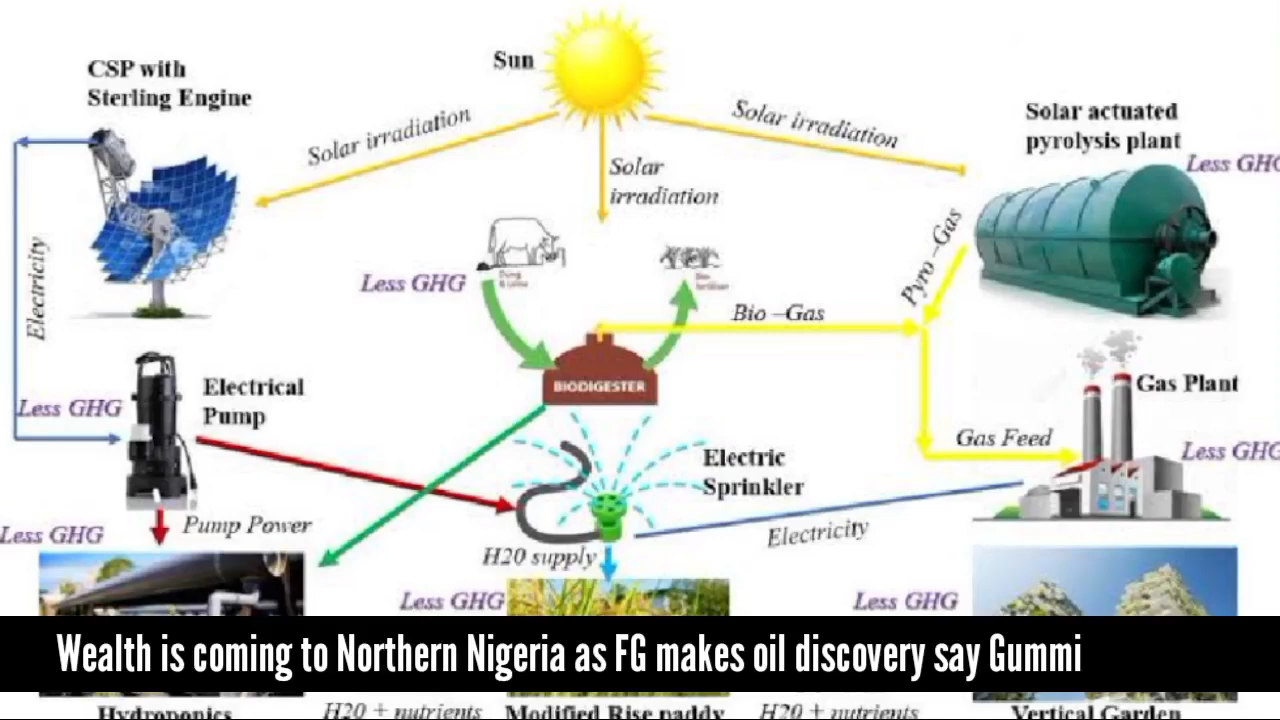 Sun
CSP with
Sterling Engine
Solar irradiation
Solar irradiation
Solar
irradiation
Solar actuated
pyrolysis plant
Less GHG
Electricity
Less GHG
Pyro –Gas
Bio –Gas
BIODIGESTER
Electrical
Pump
Less GHG
Gas Plant
Gas Feed
Less GHG
Electric
Sprinkler
Electricity
Pump Power
Less GHG
H20 supply
Less GHG
Less GHG
Wealth is coming to Northern Nigeria as FG makes oil discovery say Gummi
Hydroponics
H20 + nutrients
Modified Rise paddy
H20 + nutrients
Vertical Garden